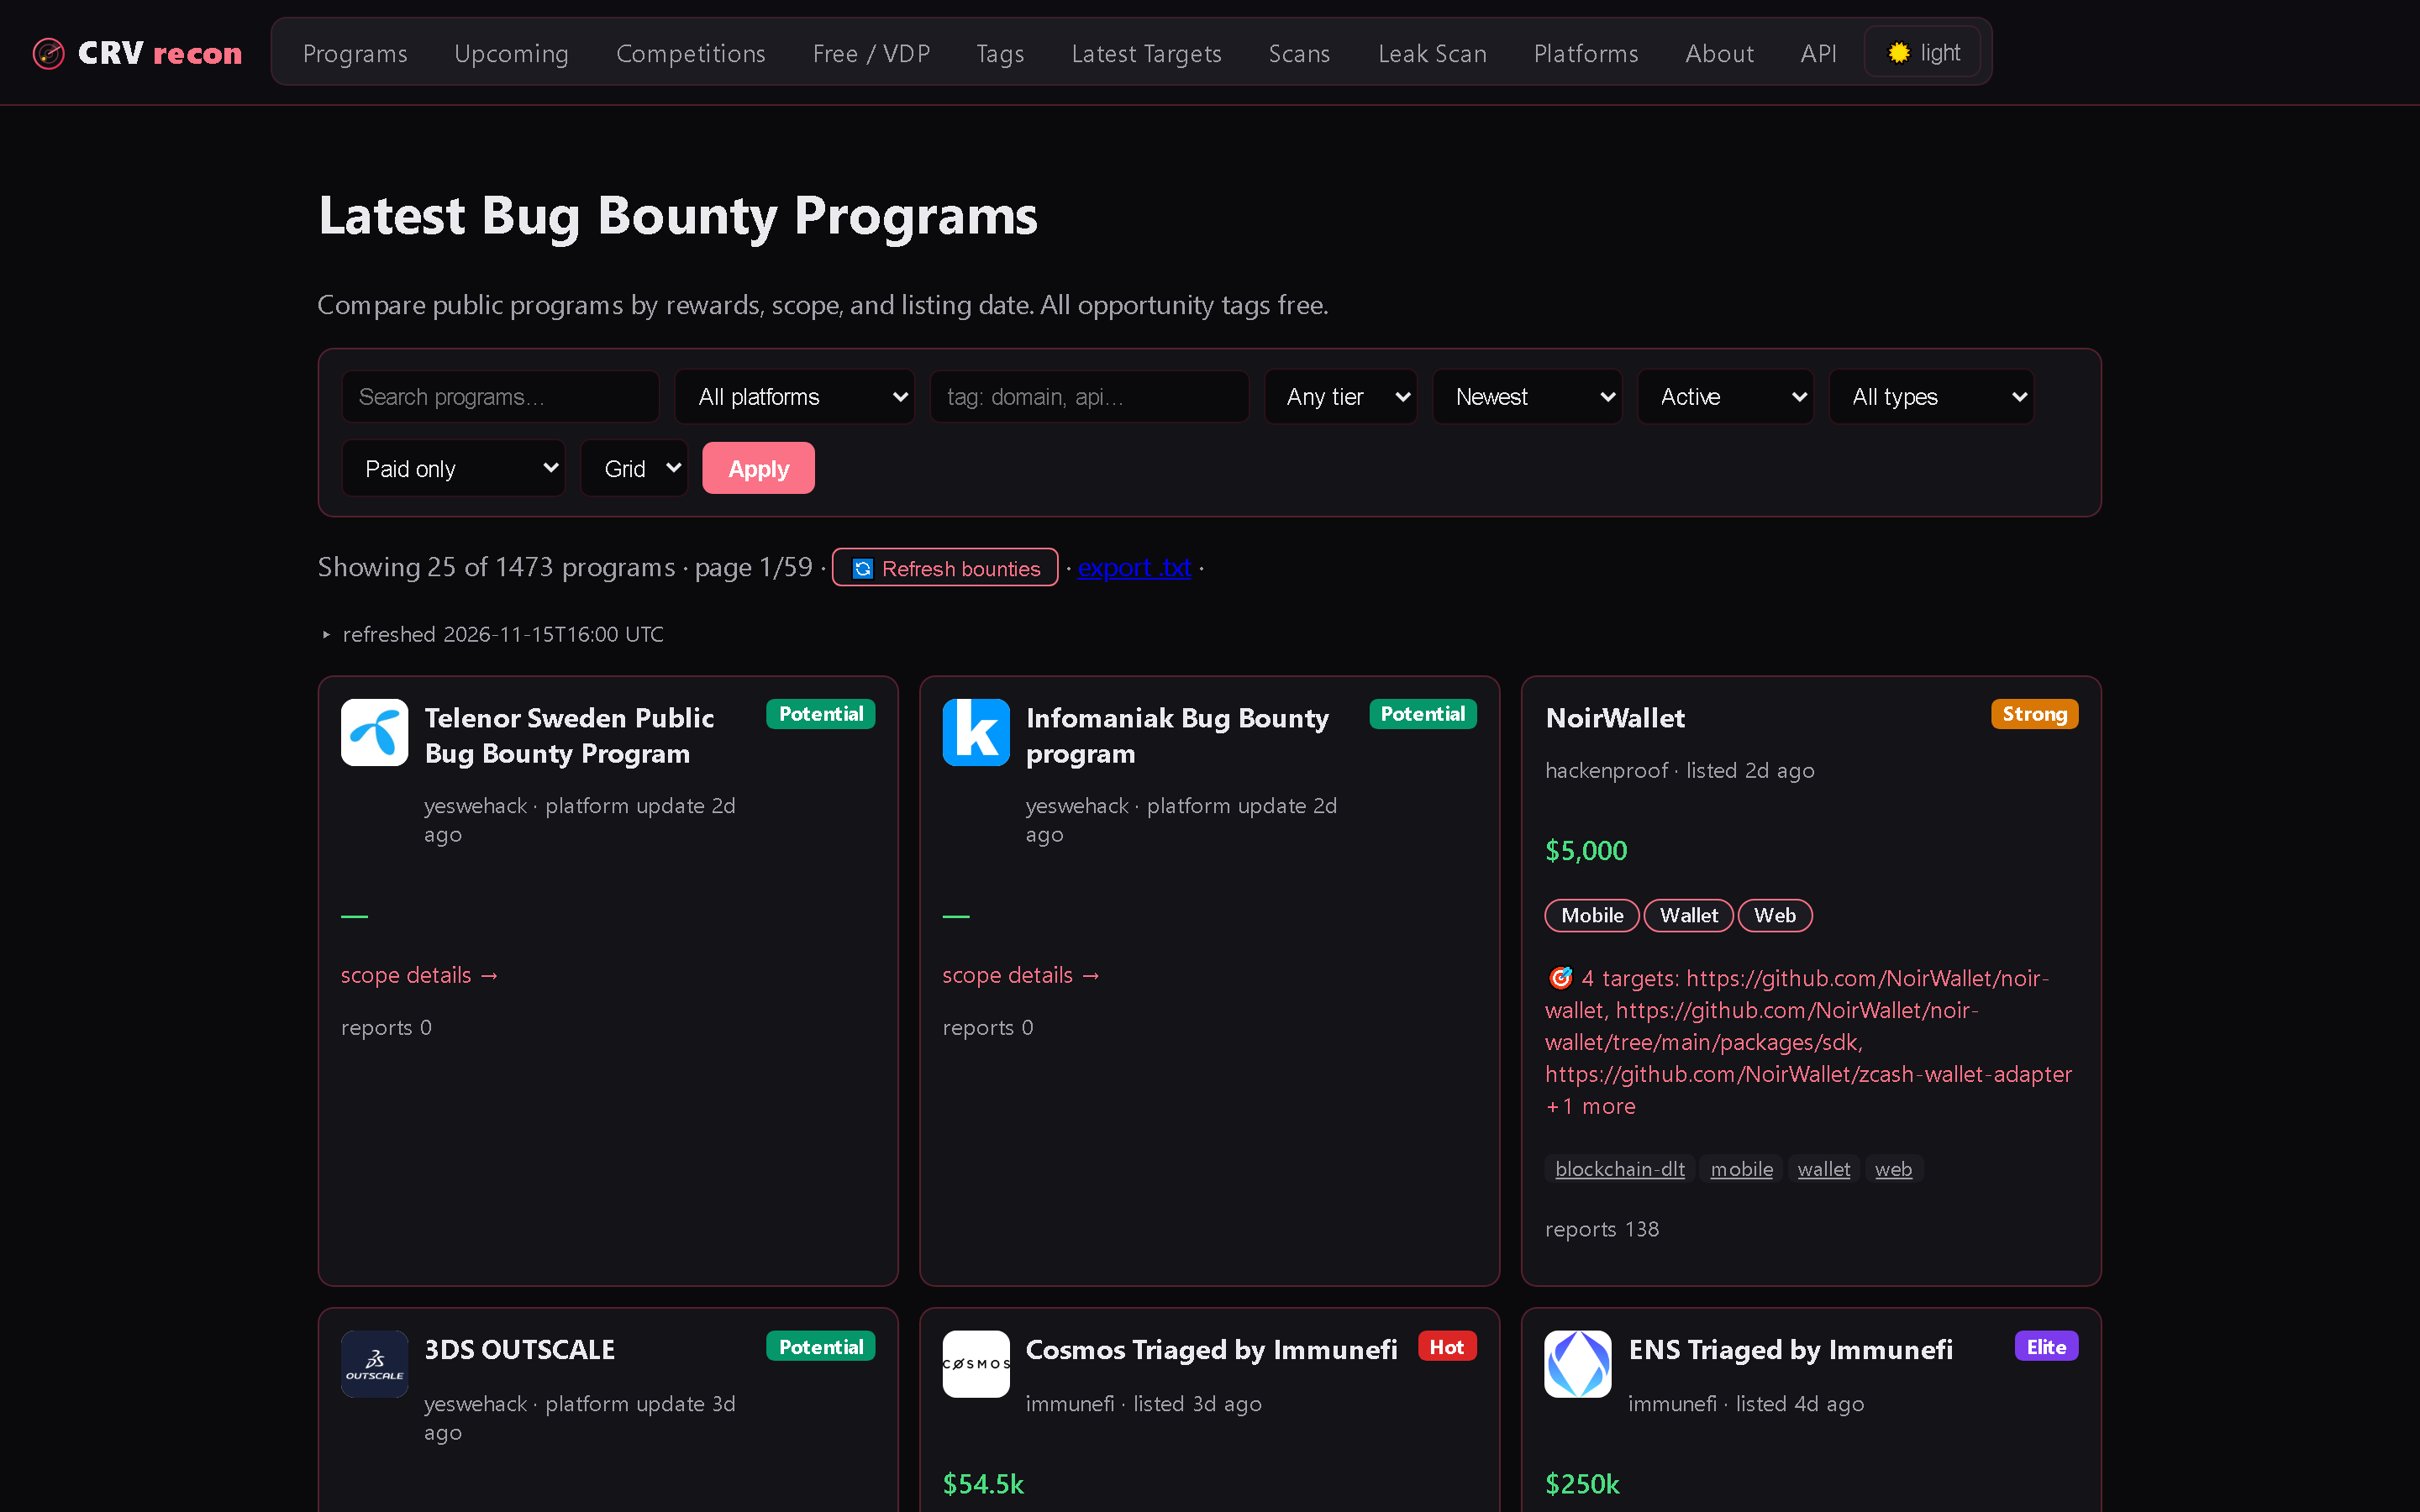 CRV recon
Programs
Upcoming
Competitions
Free / VDP
Tags
Latest Targets
Scans
Leak Scan
Platforms
About
API
light
Latest Bug Bounty Programs
Compare public programs by rewards, scope, and listing date. All opportunity tags free.
Search programs...
All platforms
tag: domain, api...
Any tier
Newest
Active
All types
Paid only
Grid
Apply
Showing 25 of 1473 programs · page 1/59 · Refresh bounties · export .txt ·
refreshed 2026-11-15T16:00 UTC
Telenor Sweden Public
Bug Bounty Program
Potential
yeswehack · platform update 2d
ago
—
scope details →
reports 0
k
Infomaniak Bug Bounty
program
Potential
yeswehack · platform update 2d
ago
—
scope details →
reports 0
NoirWallet
Strong
hackenproof · listed 2d ago
$5,000
Mobile
Wallet
Web
4 targets: https://github.com/NoirWallet/noir-
wallet, https://github.com/NoirWallet/noir-
wallet/tree/main/packages/sdk,
https://github.com/NoirWallet/zcash-wallet-adapter
+1 more
blockchain-dlt
mobile
wallet
web
reports 138
OUTSCALE
3DS OUTSCALE
Potential
yeswehack · platform update 3d
ago
CØSMOS
Cosmos Triaged by Immunefi
Hot
immunefi · listed 3d ago
$54.5k
ENS Triaged by Immunefi
Elite
immunefi · listed 4d ago
$250k